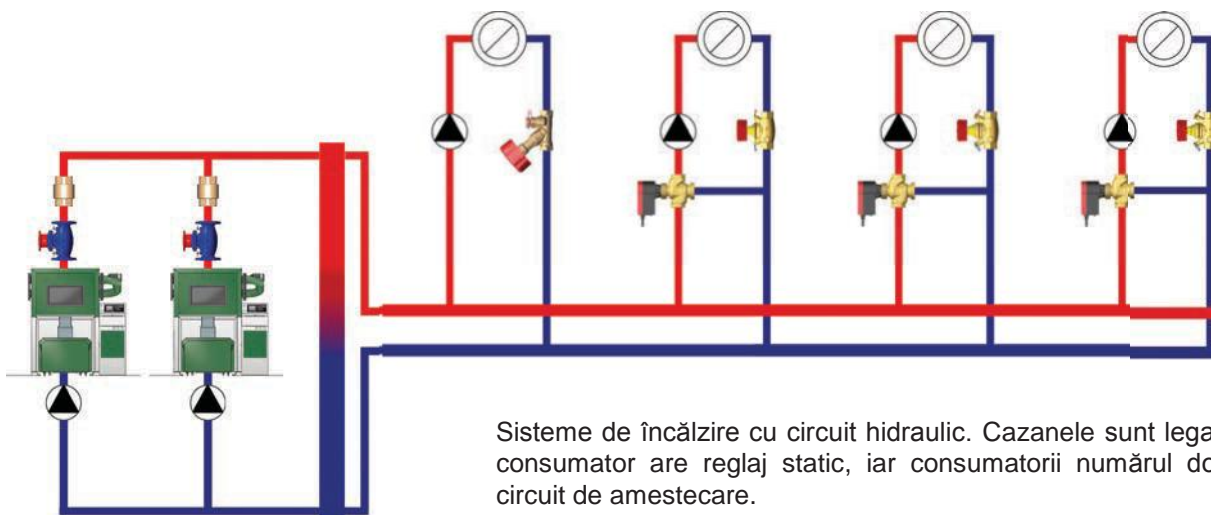 Sisteme de încălzire cu circuit hidraulic. Cazanele sunt lega
consumator are reglaj static, iar consumatorii numărul do
circuit de amestecare.